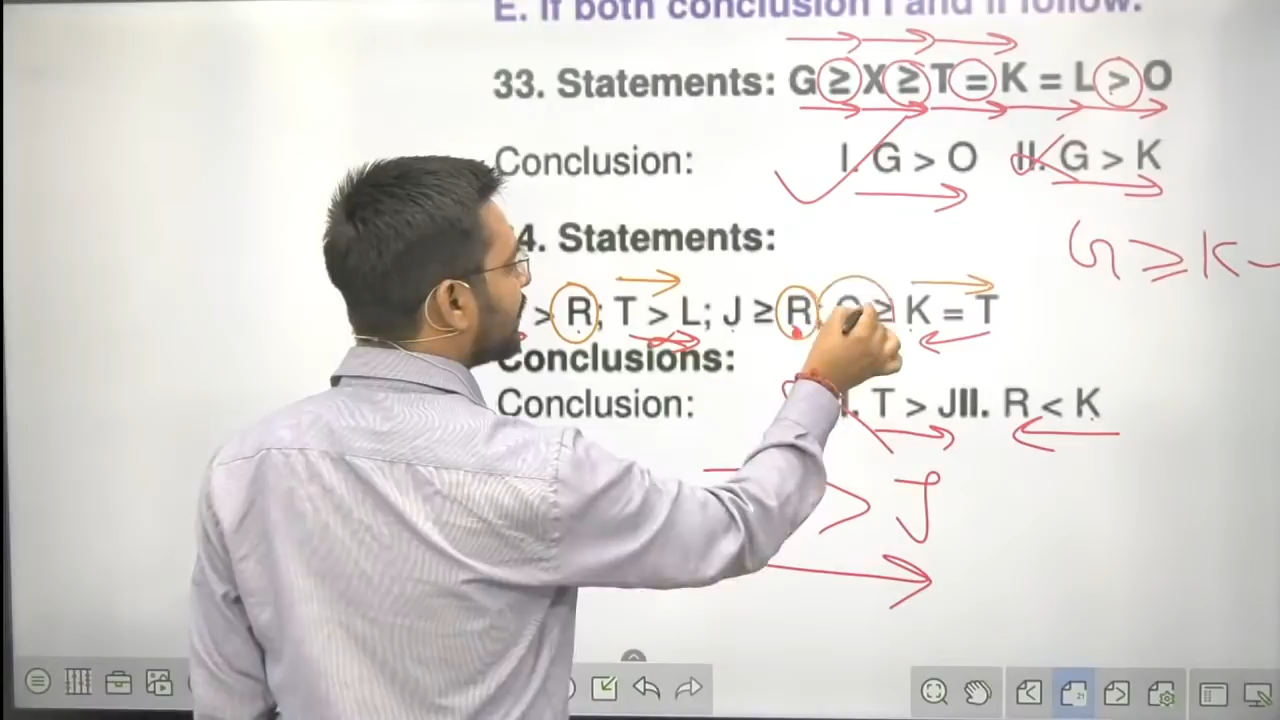 E. If both conclusion I and II follow.
33. Statements: G ≥ X ≥ T = K = L > O
Conclusion: I. G > O II. G > K
G ≥ K
4. Statements:
> R; T > L; J ≥ R; ≥ K = T
Conclusions:
Conclusion: I. T > J II. R < K
> J